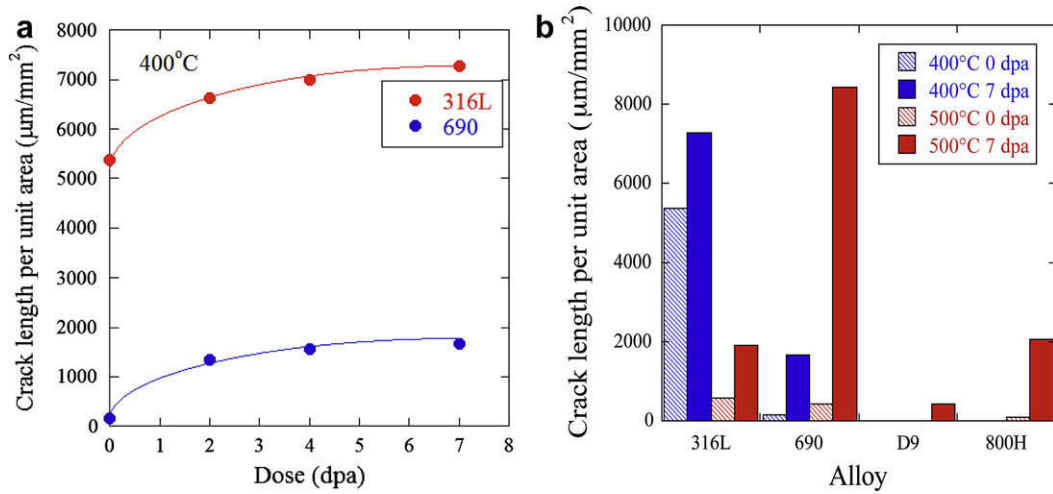 a
Crack length per unit area (μm/mm²)
8000
7000
6000
5000
4000
3000
2000
1000
0
400°C
316L
690
0 1 2 3 4 5 6 7 8
Dose (dpa)
b
Crack length per unit area (μm/mm²)
10000
8000
6000
4000
2000
0
400°C 0 dpa
400°C 7 dpa
500°C 0 dpa
500°C 7 dpa
316L 690 D9 800H
Alloy